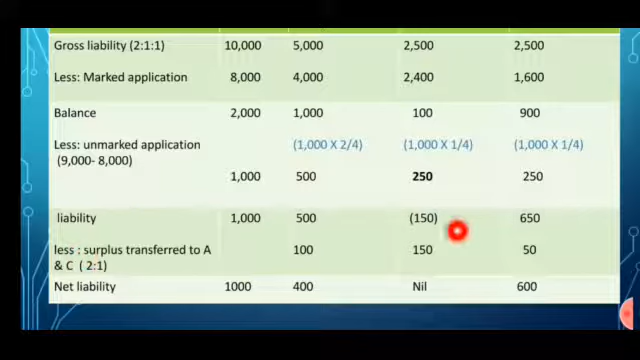 Gross liability (2:1:1) 10,000 5,000 2,500 2,500
Less: Marked application 8,000 4,000 2,400 1,600
Balance 2,000 1,000 100 900
Less: unmarked application (1,000 X 2/4) (1,000 X 1/4) (1,000 X 1/4)
(9,000- 8,000)
1,000 500 250 250
liability 1,000 500 (150) 650
less : surplus transferred to A 100 150 50
& C ( 2:1)
Net liability 1000 400 Nil 600